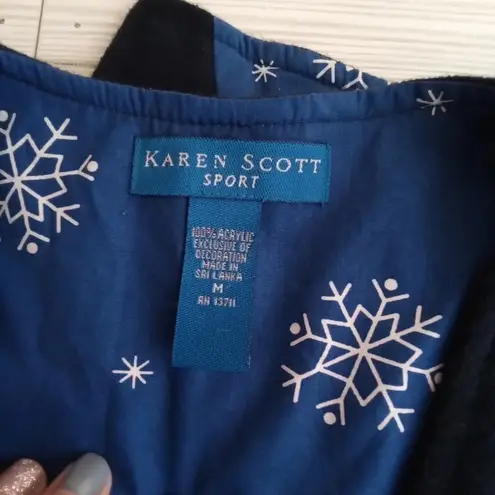 KAREN SCOTT
SPORT
100% ACRYLIC
EXCLUSIVE OF
DECORATION
MADE IN
SRI LANKA
M
RN 13711